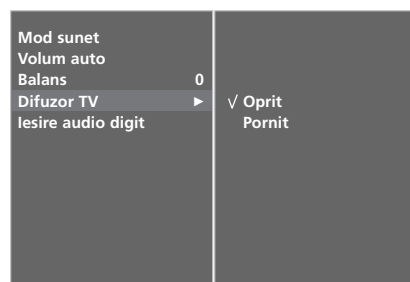 Mod sunet
Volum auto
Balans 0
Difuzor TV ►
Iesire audio digit
√ Oprit
Pornit